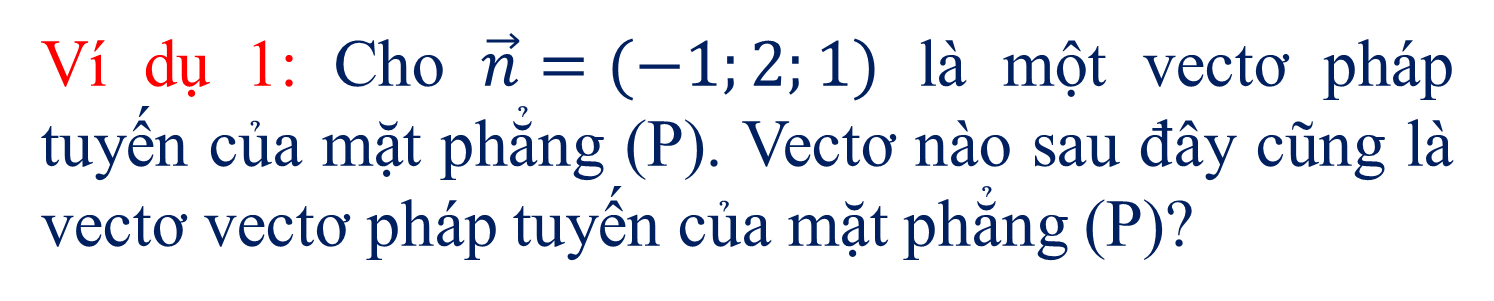 Ví dụ 1: Cho $\vec{n} = (-1; 2; 1)$ là một vectơ pháp
tuyến của mặt phẳng (P). Vectơ nào sau đây cũng là
vectơ vectơ pháp tuyến của mặt phẳng (P)?